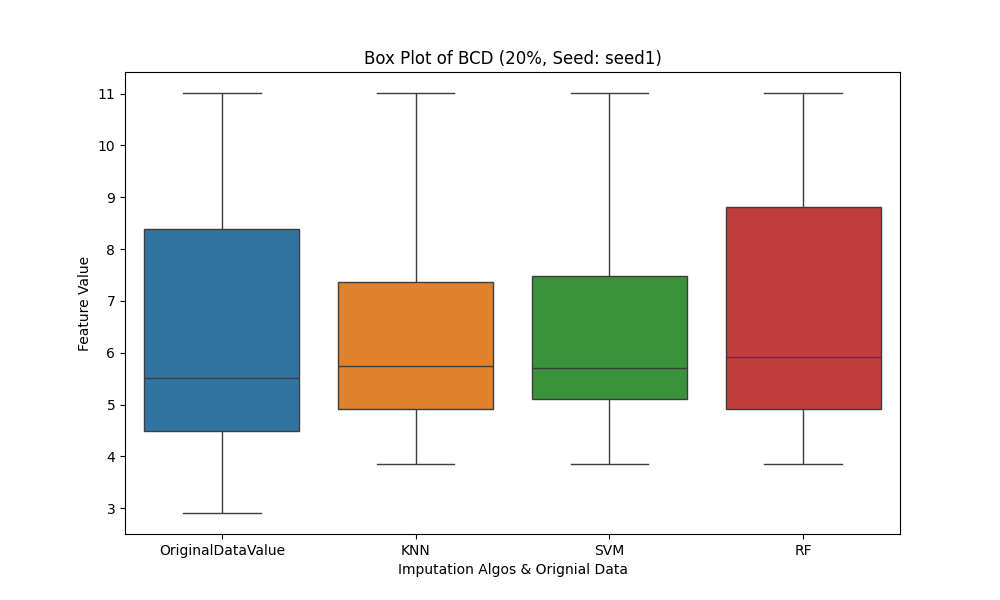 Box Plot of BCD (20%, Seed: seed1)
11
10
9
8
7
6
5
4
3
Feature Value
OriginalDataValue
KNN
SVM
RF
Imputation Algos & Orignial Data